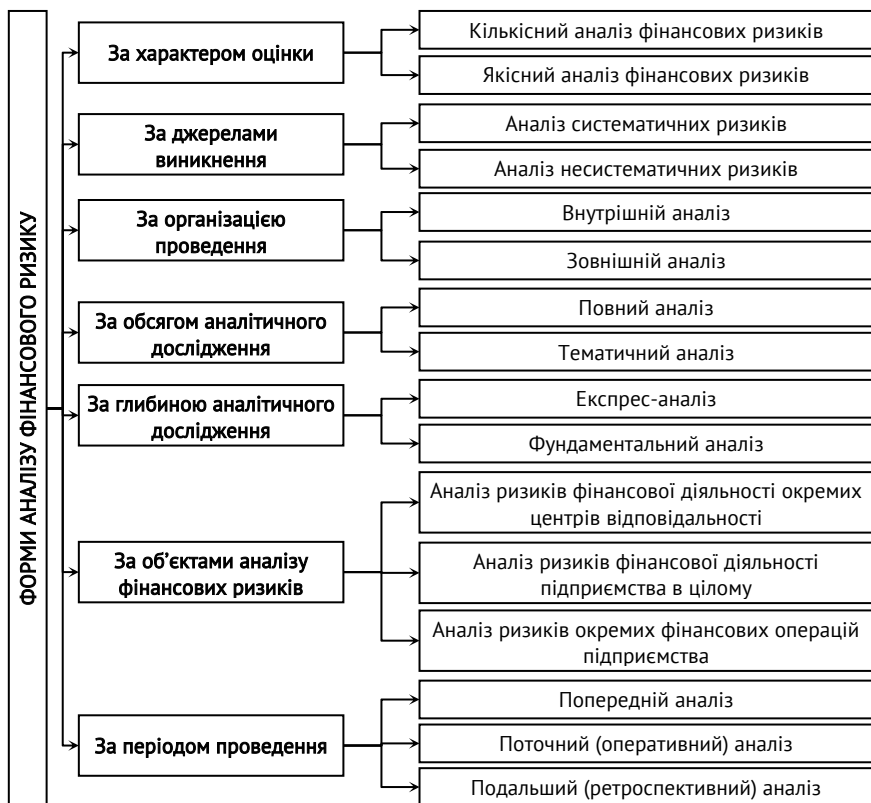 ФОРМИ АНАЛІЗУ ФІНАНСОВОГО РИЗИКУ
За характером оцінки
Кількісний аналіз фінансових ризиків
Якісний аналіз фінансових ризиків
За джерелами
виникнення
Аналіз систематичних ризиків
Аналіз несистематичних ризиків
За організацією
проведення
Внутрішній аналіз
Зовнішній аналіз
За обсягом аналітичного
дослідження
Повний аналіз
Тематичний аналіз
За глибиною аналітичного
дослідження
Експрес-аналіз
Фундаментальний аналіз
За об’єктами аналізу
фінансових ризиків
Аналіз ризиків фінансової діяльності окремих
центрів відповідальності
Аналіз ризиків фінансової діяльності
підприємства в цілому
Аналіз ризиків окремих фінансових операцій
підприємства
За періодом проведення
Попередній аналіз
Поточний (оперативний) аналіз
Подальший (ретроспективний) аналіз